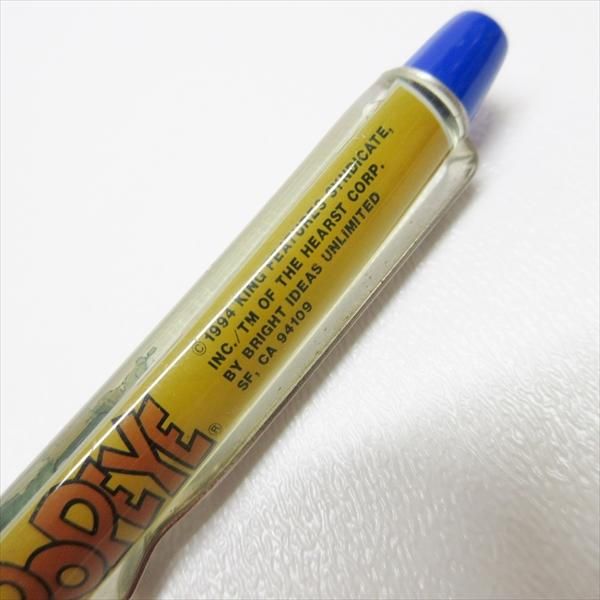 © 1994 KING FEATURES SYNDICATE,
INC./TM OF THE HEARST CORP.
BY BRIGHT IDEAS UNLIMITED
SF, CA 94109
POPEYE®